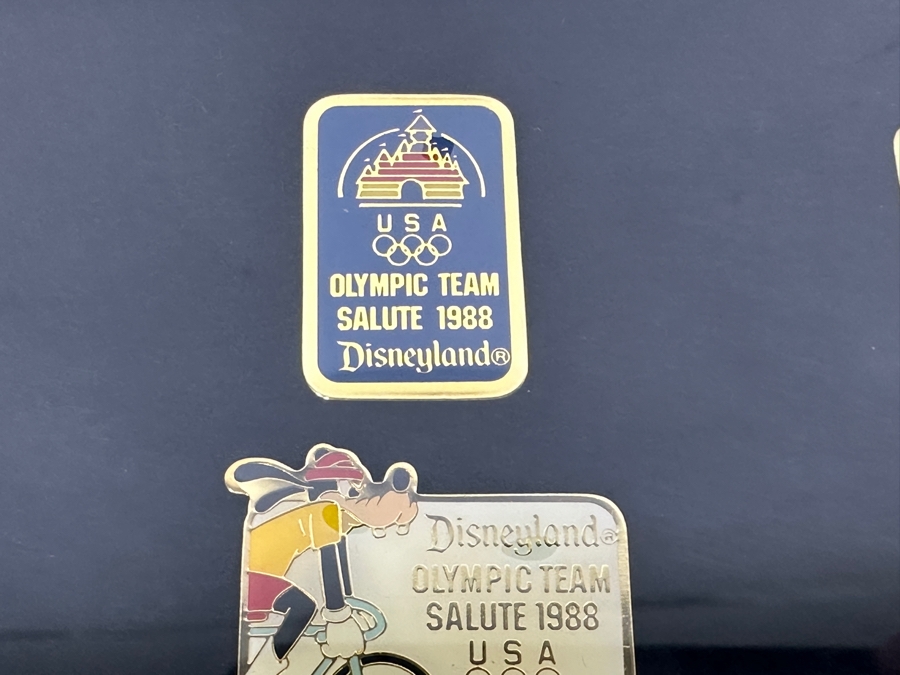 USA
OLYMPIC TEAM
SALUTE 1988
Disneyland®
Disneyland®
OLYMPIC TEAM
SALUTE 1988
USA